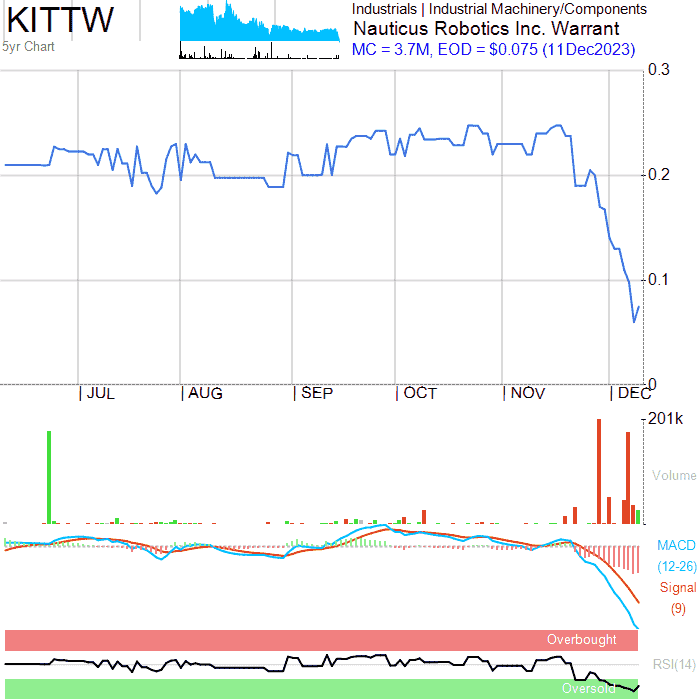 KITTW
5yr Chart
Industrials | Industrial Machinery/Components
Nauticus Robotics Inc. Warrant
MC = 3.7M, EOD = $0.075 (11Dec2023)
0.3
0.2
0.1
0
| JUL | AUG | SEP | OCT | NOV | DEC
201k
Volume
MACD
(12-26)
Signal
(9)
Overbought
RSI(14)
Oversold